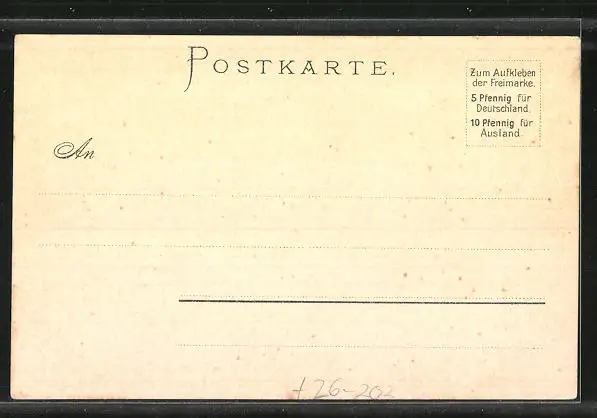 POSTKARTE.
Zum Aufkleben
der Freimarke.
5 Pfennig für
Deutschland.
10 Pfennig für
Ausland.
An